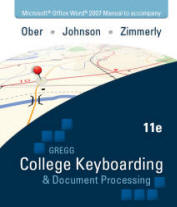 Microsoft® Office Word® 2007 Manual to accompany
Ober • Johnson • Zimmerly
11e
GREGG
College Keyboarding
& Document Processing